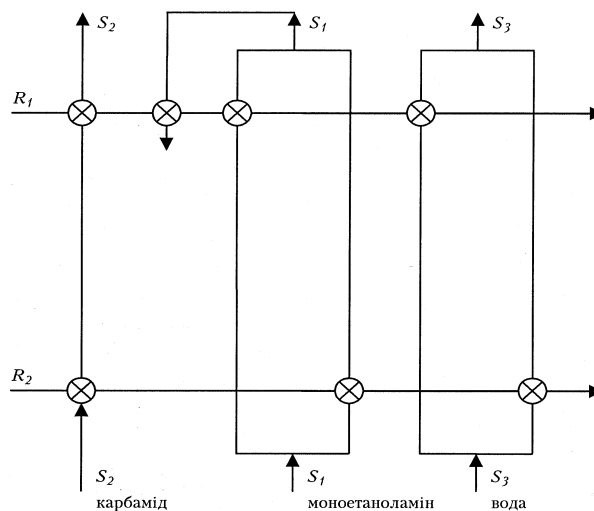 S₂ S₁ S₃
R₁
R₂
S₂ S₁ S₃
карбамід моноетаноламін вода